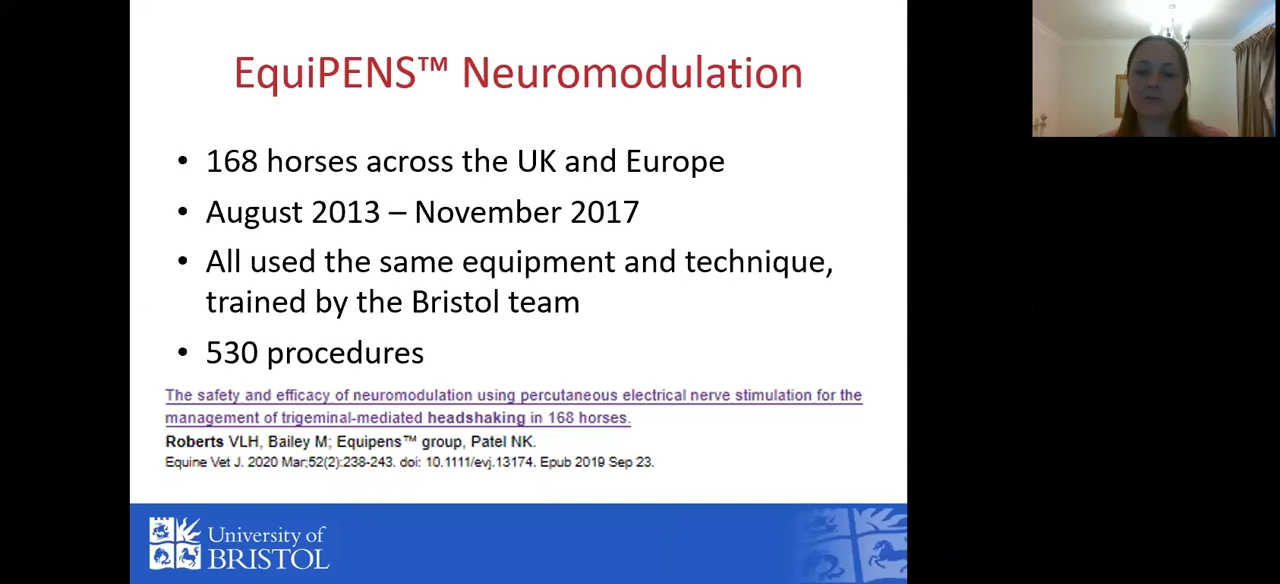 EquiPENS™ Neuromodulation
• 168 horses across the UK and Europe
• August 2013 – November 2017
• All used the same equipment and technique,
trained by the Bristol team
• 530 procedures
The safety and efficacy of neuromodulation using percutaneous electrical nerve stimulation for the
management of trigeminal-mediated headshaking in 168 horses.
Roberts VLH, Bailey M; Equipens™ group, Patel NK.
Equine Vet J. 2020 Mar;52(2):238-243. doi: 10.1111/evj.13174. Epub 2019 Sep 23.
University of
BRISTOL